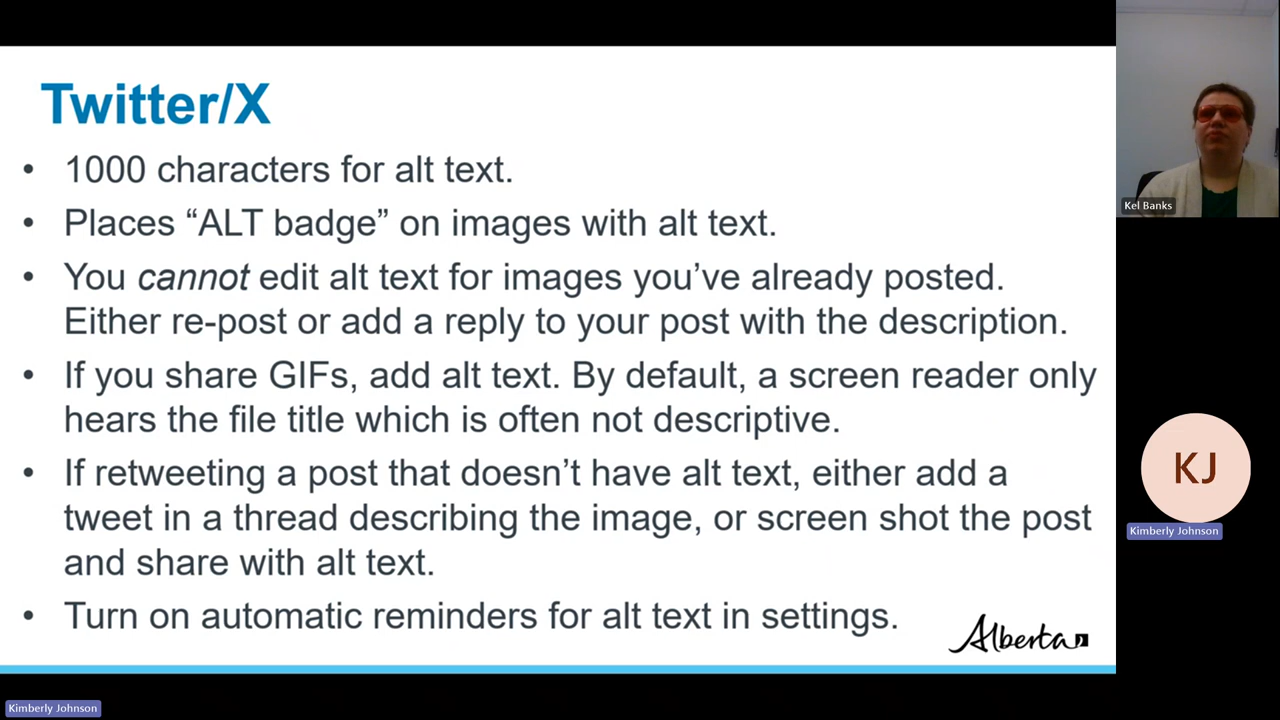 Twitter/X
• 1000 characters for alt text.
• Places “ALT badge” on images with alt text.
• You cannot edit alt text for images you’ve already posted.
Either re-post or add a reply to your post with the description.
• If you share GIFs, add alt text. By default, a screen reader only
hears the file title which is often not descriptive.
• If retweeting a post that doesn’t have alt text, either add a
tweet in a thread describing the image, or screen shot the post
and share with alt text.
• Turn on automatic reminders for alt text in settings.
Alberta
Kel Banks
KJ
Kimberly Johnson
Kimberly Johnson